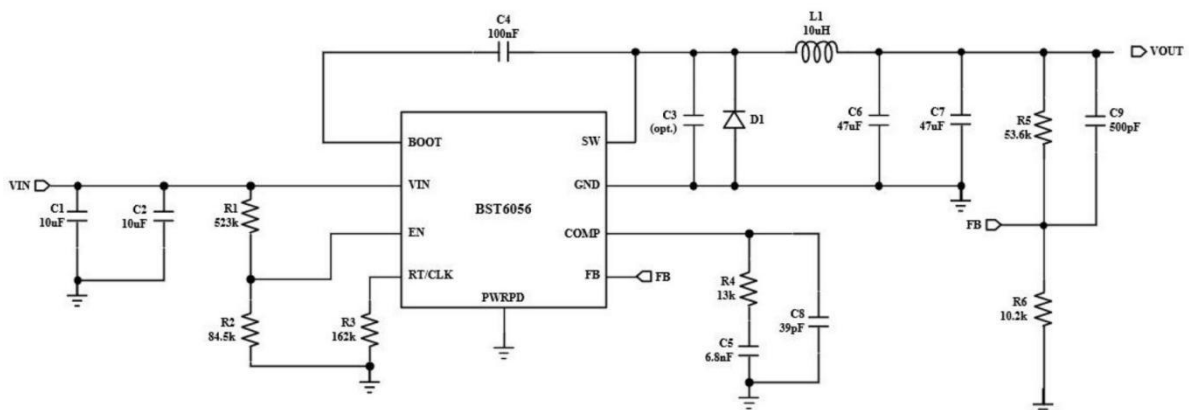 C4
100nF
L1
10uH
VOUT
BOOT
SW
C3
(opt.)
D1
C6
47uF
C7
47uF
R5
53.6k
C9
500pF
VIN
VIN
GND
C1
10uF
C2
10uF
R1
523k
BST6056
EN
COMP
FB
RT/CLK
FB
FB
R4
13k
PWRPD
R2
84.5k
R3
162k
C8
39pF
R6
10.2k
C5
6.8nF